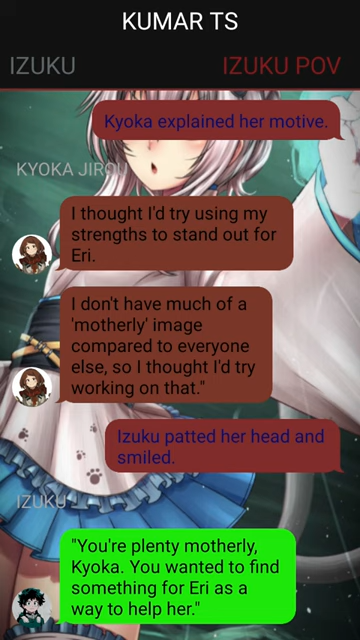 KUMAR TS
IZUKU
IZUKU POV
Kyoka explained her motive.
KYOKA JIROU
I thought I'd try using my
strengths to stand out for
Eri.
I don't have much of a
'motherly' image
compared to everyone
else, so I thought I'd try
working on that."
Izuku patted her head and
smiled.
IZUKU
"You're plenty motherly,
Kyoka. You wanted to find
something for Eri as a
way to help her."